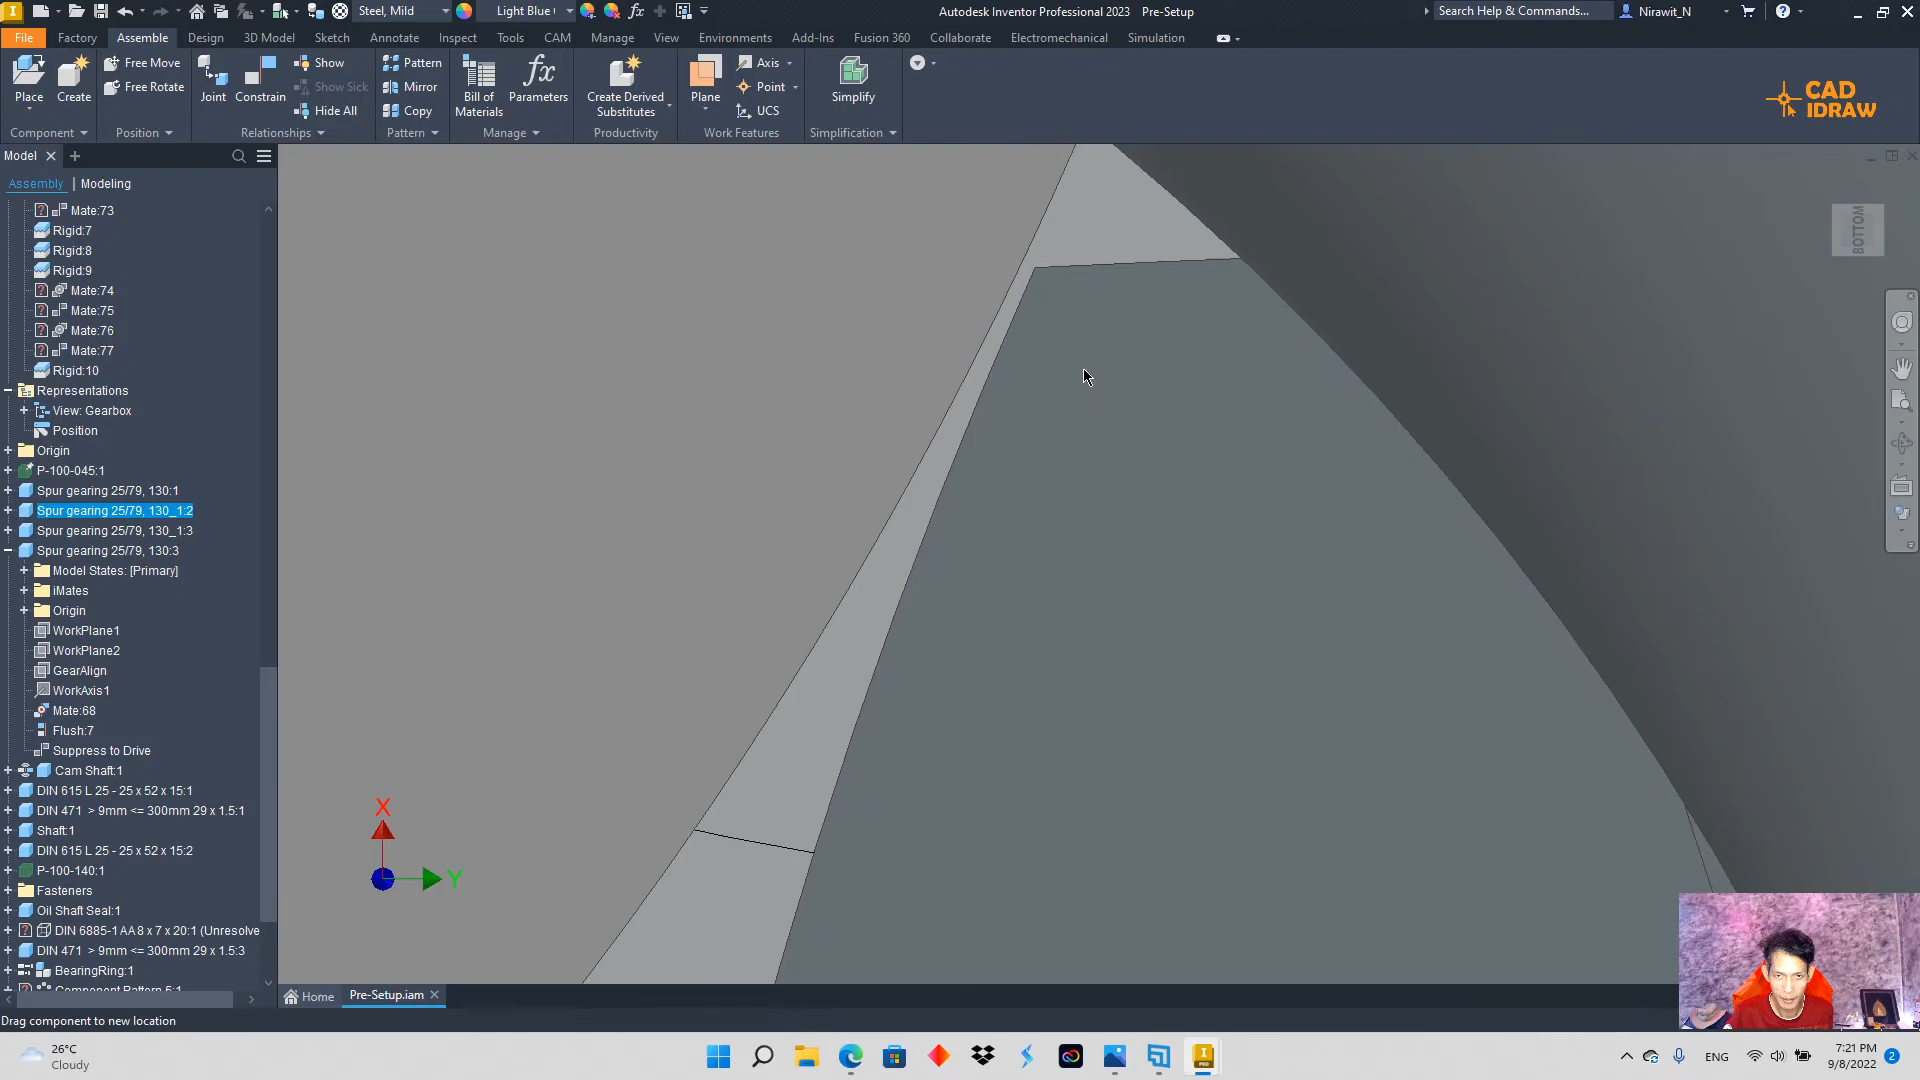 Steel, Mild
Light Blue
Autodesk Inventor Professional 2023 Pre-Setup
Search Help & Commands...
Nirawit_N
File
Factory
Assemble
Design
3D Model
Sketch
Annotate
Inspect
Tools
CAM
Manage
View
Environments
Add-Ins
Fusion 360
Collaborate
Electromechanical
Simulation
Place
Create
Free Move
Free Rotate
Joint
Constrain
Show
Show Sick
Hide All
Pattern
Mirror
Copy
Bill of
Materials
fx
Parameters
Create Derived
Substitutes
Plane
Axis
Point
UCS
Simplify
Component
Position
Relationships
Pattern
Manage
Productivity
Work Features
Simplification
CAD
IDRAW
Model
Assembly | Modeling
Mate:73
Rigid:7
Rigid:8
Rigid:9
Mate:74
Mate:75
Mate:76
Mate:77
Rigid:10
Representations
View: Gearbox
Position
Origin
P-100-045:1
Spur gearing 25/79, 130:1
Spur gearing 25/79, 130_1:2
Spur gearing 25/79, 130_1:3
Spur gearing 25/79, 130:3
Model States: [Primary]
iMates
Origin
WorkPlane1
WorkPlane2
GearAlign
WorkAxis1
Mate:68
Flush:7
Suppress to Drive
Cam Shaft:1
DIN 615 L 25 - 25 x 52 x 15:1
DIN 471 > 9mm <= 300mm 29 x 1.5:1
Shaft:1
DIN 615 L 25 - 25 x 52 x 15:2
P-100-140:1
Fasteners
Oil Shaft Seal:1
DIN 6885-1 AA 8 x 7 x 20:1 (Unresolve
DIN 471 > 9mm <= 300mm 29 x 1.5:3
BearingRing:1
Component Pattern 5:1
BOTTOM
X
Y
Home
Pre-Setup.iam
Drag component to new location
26°C
Cloudy
ENG
7:21 PM
9/8/2022
2